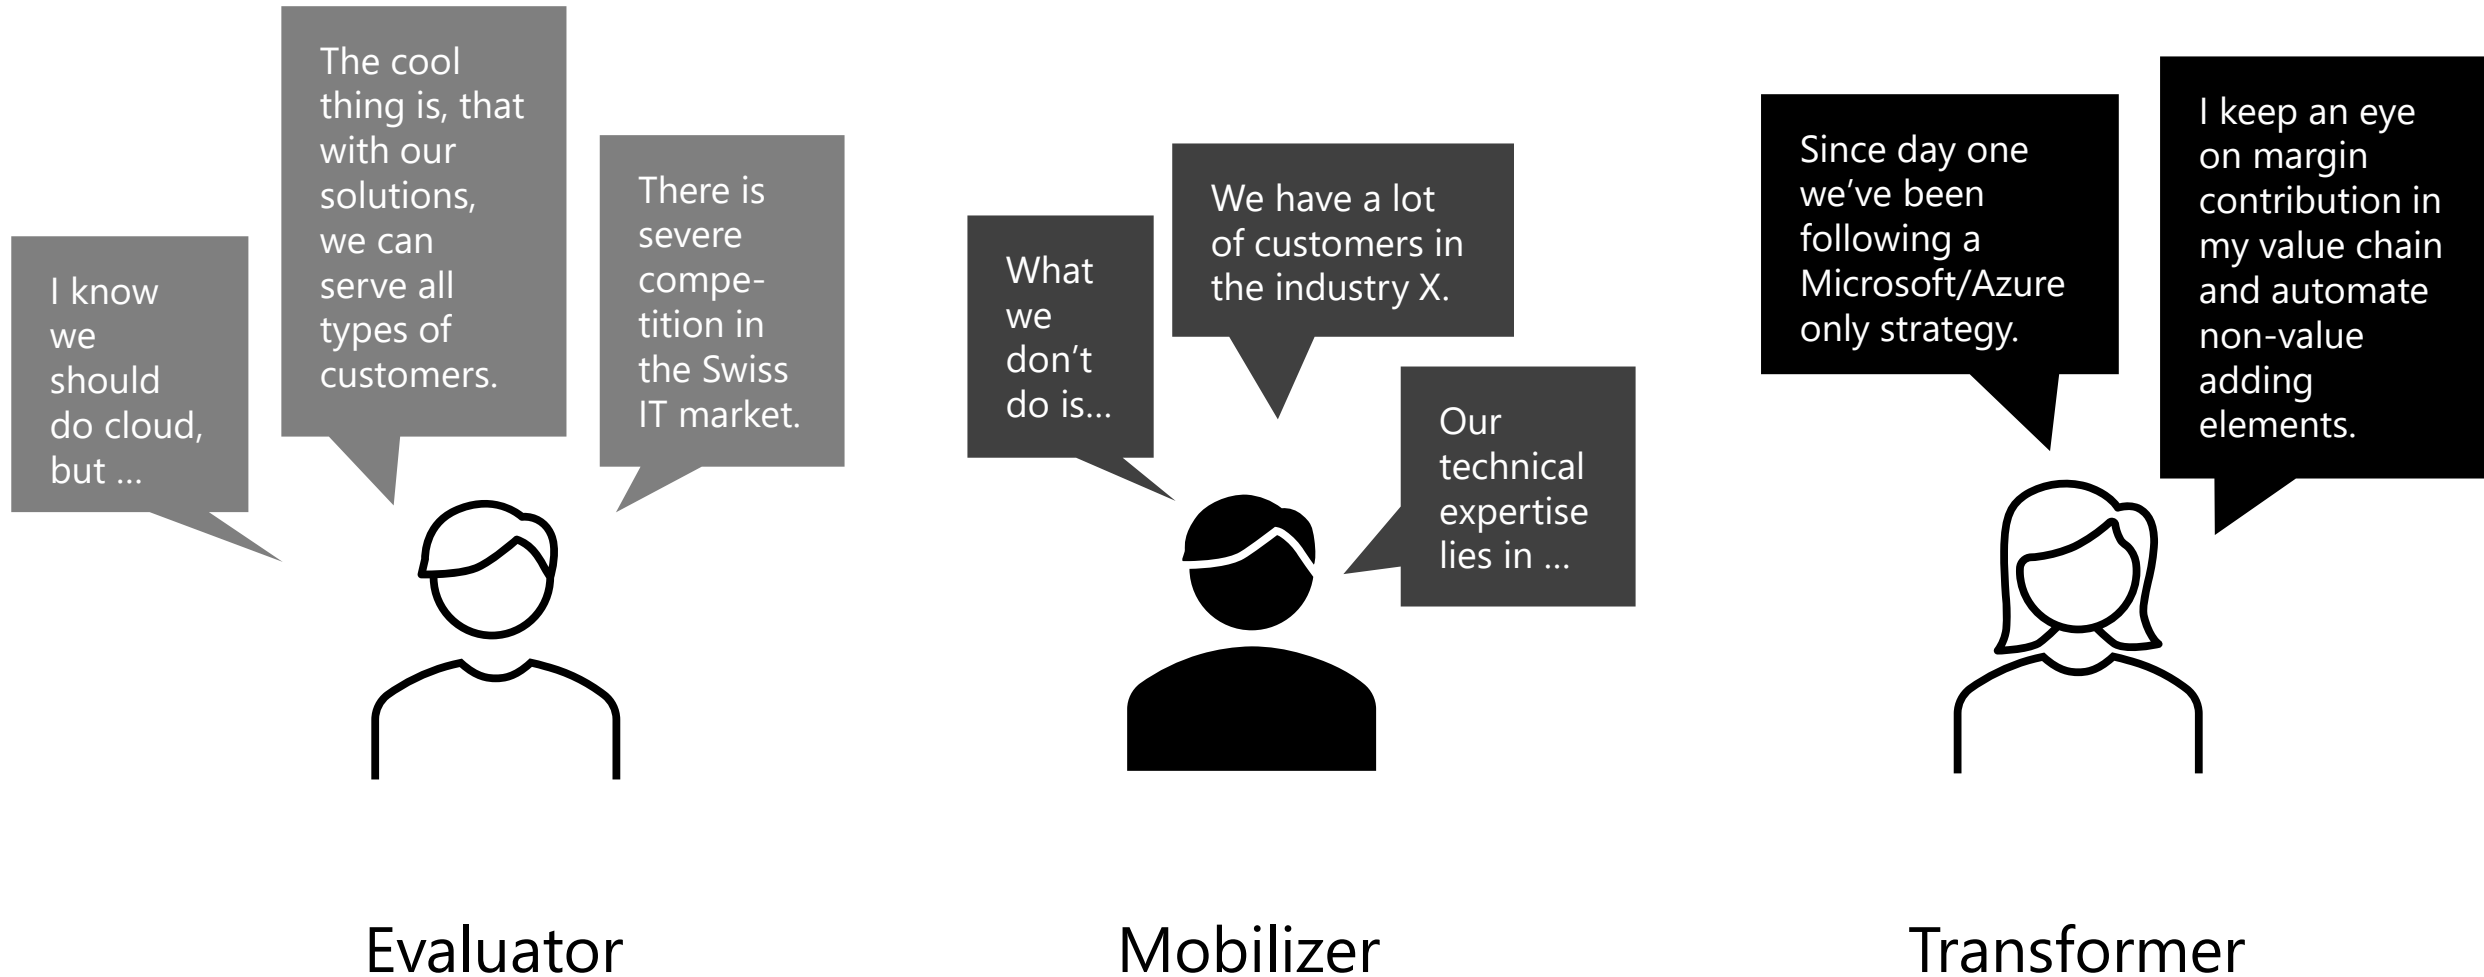 I know
we
should
do cloud,
but ...
The cool
thing is, that
with our
solutions,
we can
serve all
types of
customers.
There is
severe
compe-
tition in
the Swiss
IT market.
Evaluator
What
we
don't
do is...
We have a lot
of customers in
the industry X.
Our
technical
expertise
lies in ...
Mobilizer
Since day one
we've been
following a
Microsoft/Azure
only strategy.
I keep an eye
on margin
contribution in
my value chain
and automate
non-value
adding
elements.
Transformer